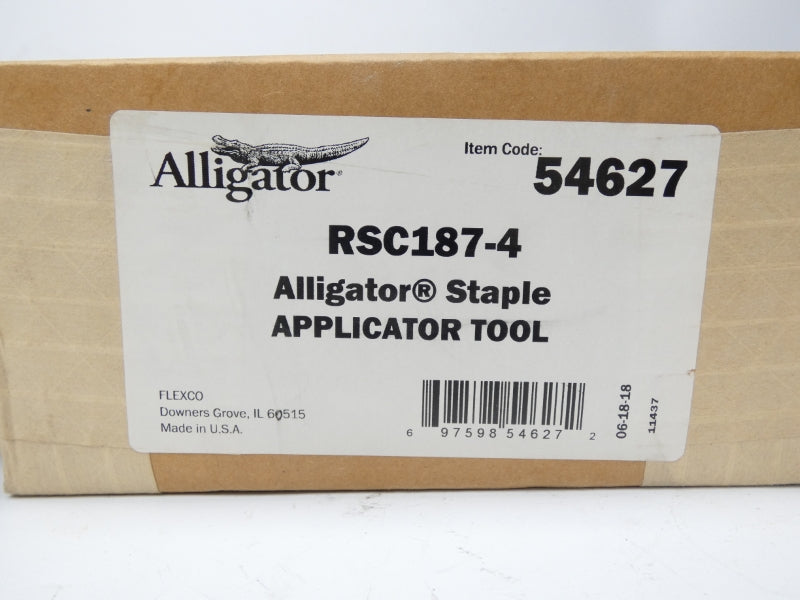 Alligator®
Item Code:
54627
RSC187-4
Alligator® Staple
APPLICATOR TOOL
FLEXCO
Downers Grove, IL 60515
Made in U.S.A.
6 97598 54627 2
06-18-18
11437